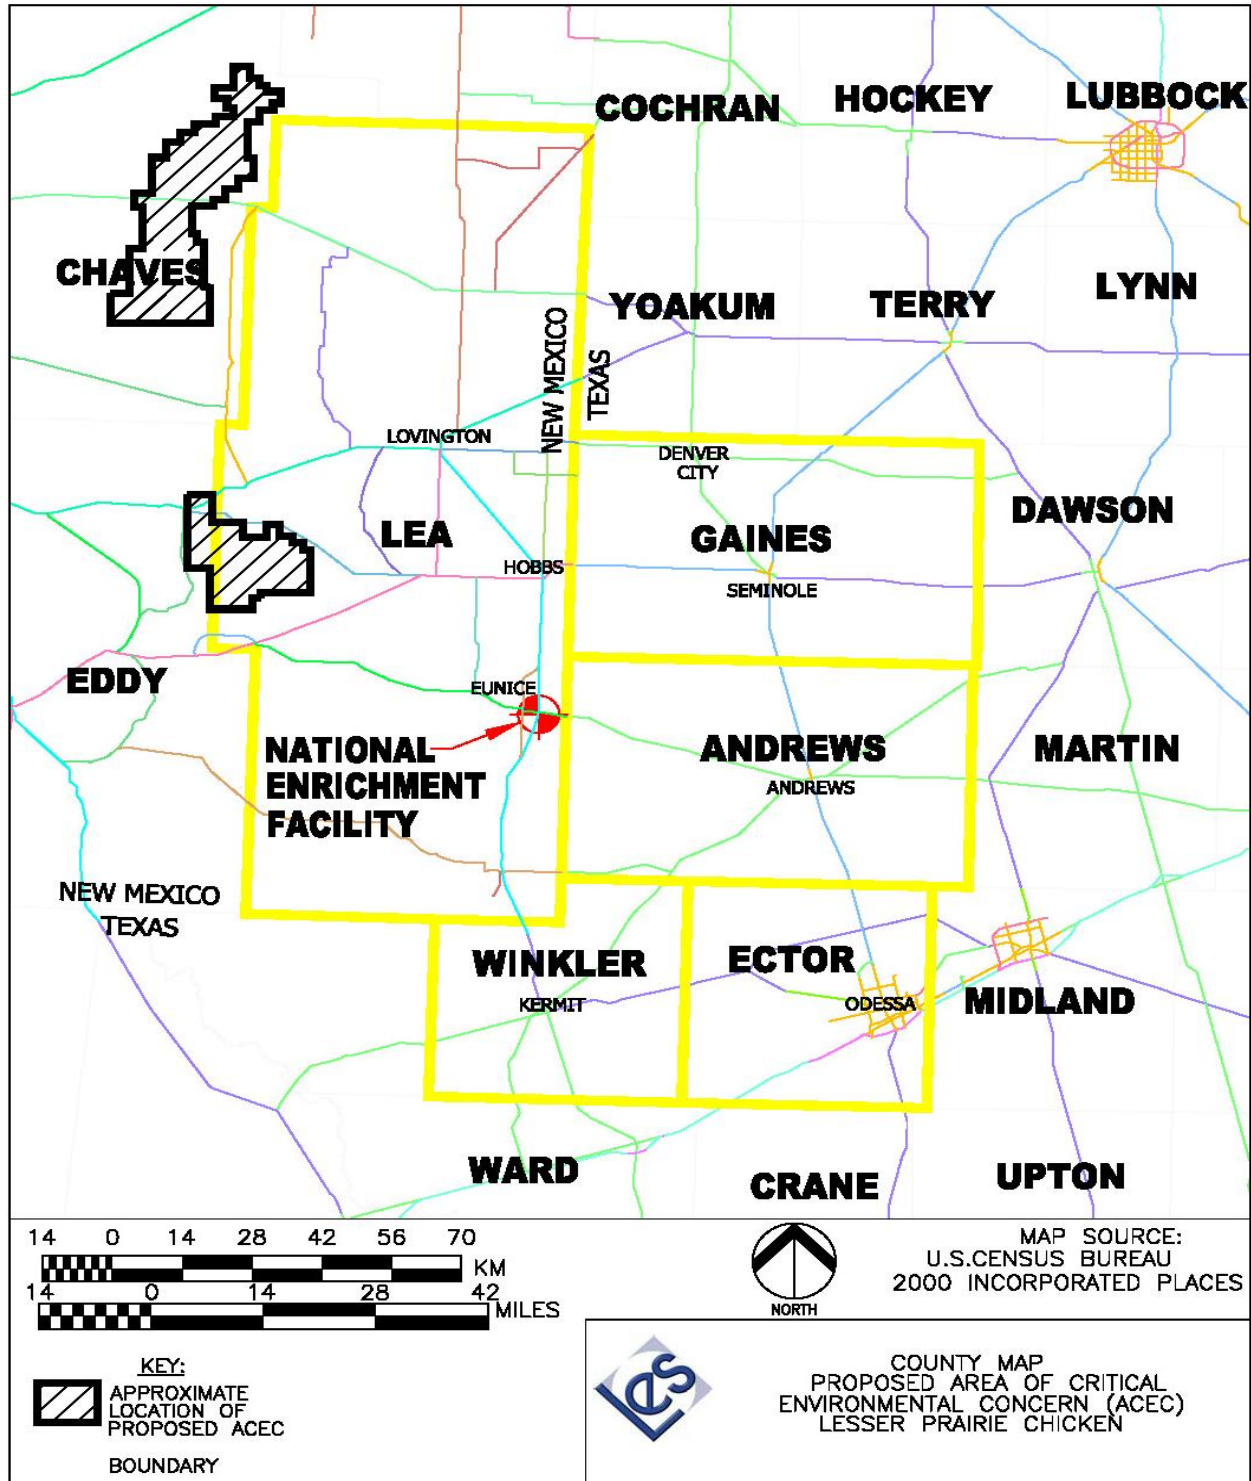 COCHRAN
HOCKEY
LUBBOCK
CHAVES
YOAKUM
TERRY
LYNN
NEW MEXICO
TEXAS
LOVINGTON
DENVER
CITY
LEA
GAINES
DAWSON
HOBBS
SEMINOLE
EDDY
EUNICE
NATIONAL
ENRICHMENT
FACILITY
ANDREWS
ANDREWS
MARTIN
NEW MEXICO
TEXAS
WINKLER
KERMIT
ECTOR
ODESSA
MIDLAND
WARD
CRANE
UPTON
14 0 14 28 42 56 70
KM
14 0 14 28 42
MILES
NORTH
MAP SOURCE:
U.S.CENSUS BUREAU
2000 INCORPORATED PLACES
KEY:
APPROXIMATE
LOCATION OF
PROPOSED ACEC
BOUNDARY
LES
COUNTY MAP
PROPOSED AREA OF CRITICAL
ENVIRONMENTAL CONCERN (ACEC)
LESSER PRAIRIE CHICKEN